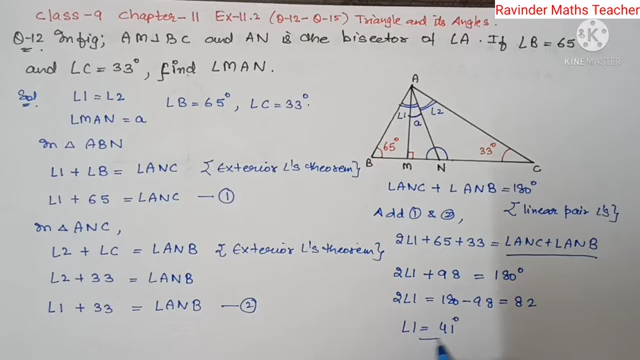 Ravinder Maths Teacher
Class-9 Chapter-11 Ex-11.2 (Q-12-Q-15) Triangle and its Angles.
Q-12 In fig; AM⊥BC and AN is the bisector of ∠A. If ∠B = 65
and ∠C = 33°, find ∠MAN.
KINEMASTER
Sol
∠1 = ∠2
∠B = 65°, ∠C = 33°.
∠MAN = a
In △ ABN
∠1 + ∠B = ∠ANC {Exterior ∠'s theorem}
∠1 + 65 = ∠ANC — ①
In △ ANC,
∠2 + ∠C = ∠ANB {Exterior ∠'s theorem}
∠2 + 33 = ∠ANB
∠1 + 33 = ∠ANB — ②
A
∠1 a ∠2
65° 33°
B M N C
∠ANC + ∠ANB = 180°
{linear pair ∠'s}
Add ① & ②,
2∠1 + 65 + 33 = ∠ANC + ∠ANB
2∠1 + 98 = 180°
2∠1 = 180 - 98 = 82
∠1 = 41°